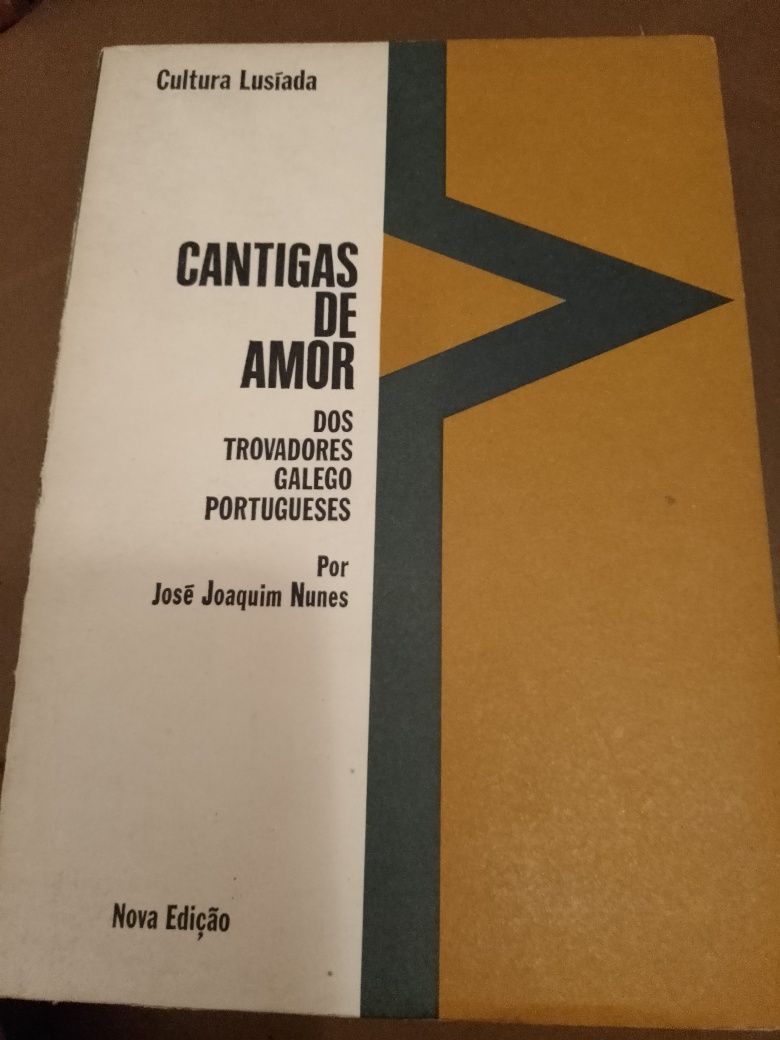 Cultura Lusíada
CANTIGAS
DE
AMOR
DOS
TROVADORES
GALEGO
PORTUGUESES
Por
José Joaquim Nunes
Nova Edição